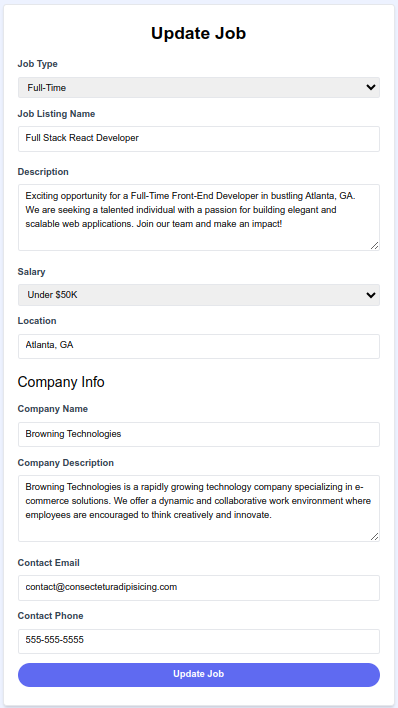 Update Job
Job Type
Full-Time
Job Listing Name
Full Stack React Developer
Description
Exciting opportunity for a Full-Time Front-End Developer in bustling Atlanta, GA.
We are seeking a talented individual with a passion for building elegant and
scalable web applications. Join our team and make an impact!
Salary
Under $50K
Location
Atlanta, GA
Company Info
Company Name
Browning Technologies
Company Description
Browning Technologies is a rapidly growing technology company specializing in e-
commerce solutions. We offer a dynamic and collaborative work environment where
employees are encouraged to think creatively and innovate.
Contact Email
contact@consecteturadipisicing.com
Contact Phone
555-555-5555
Update Job